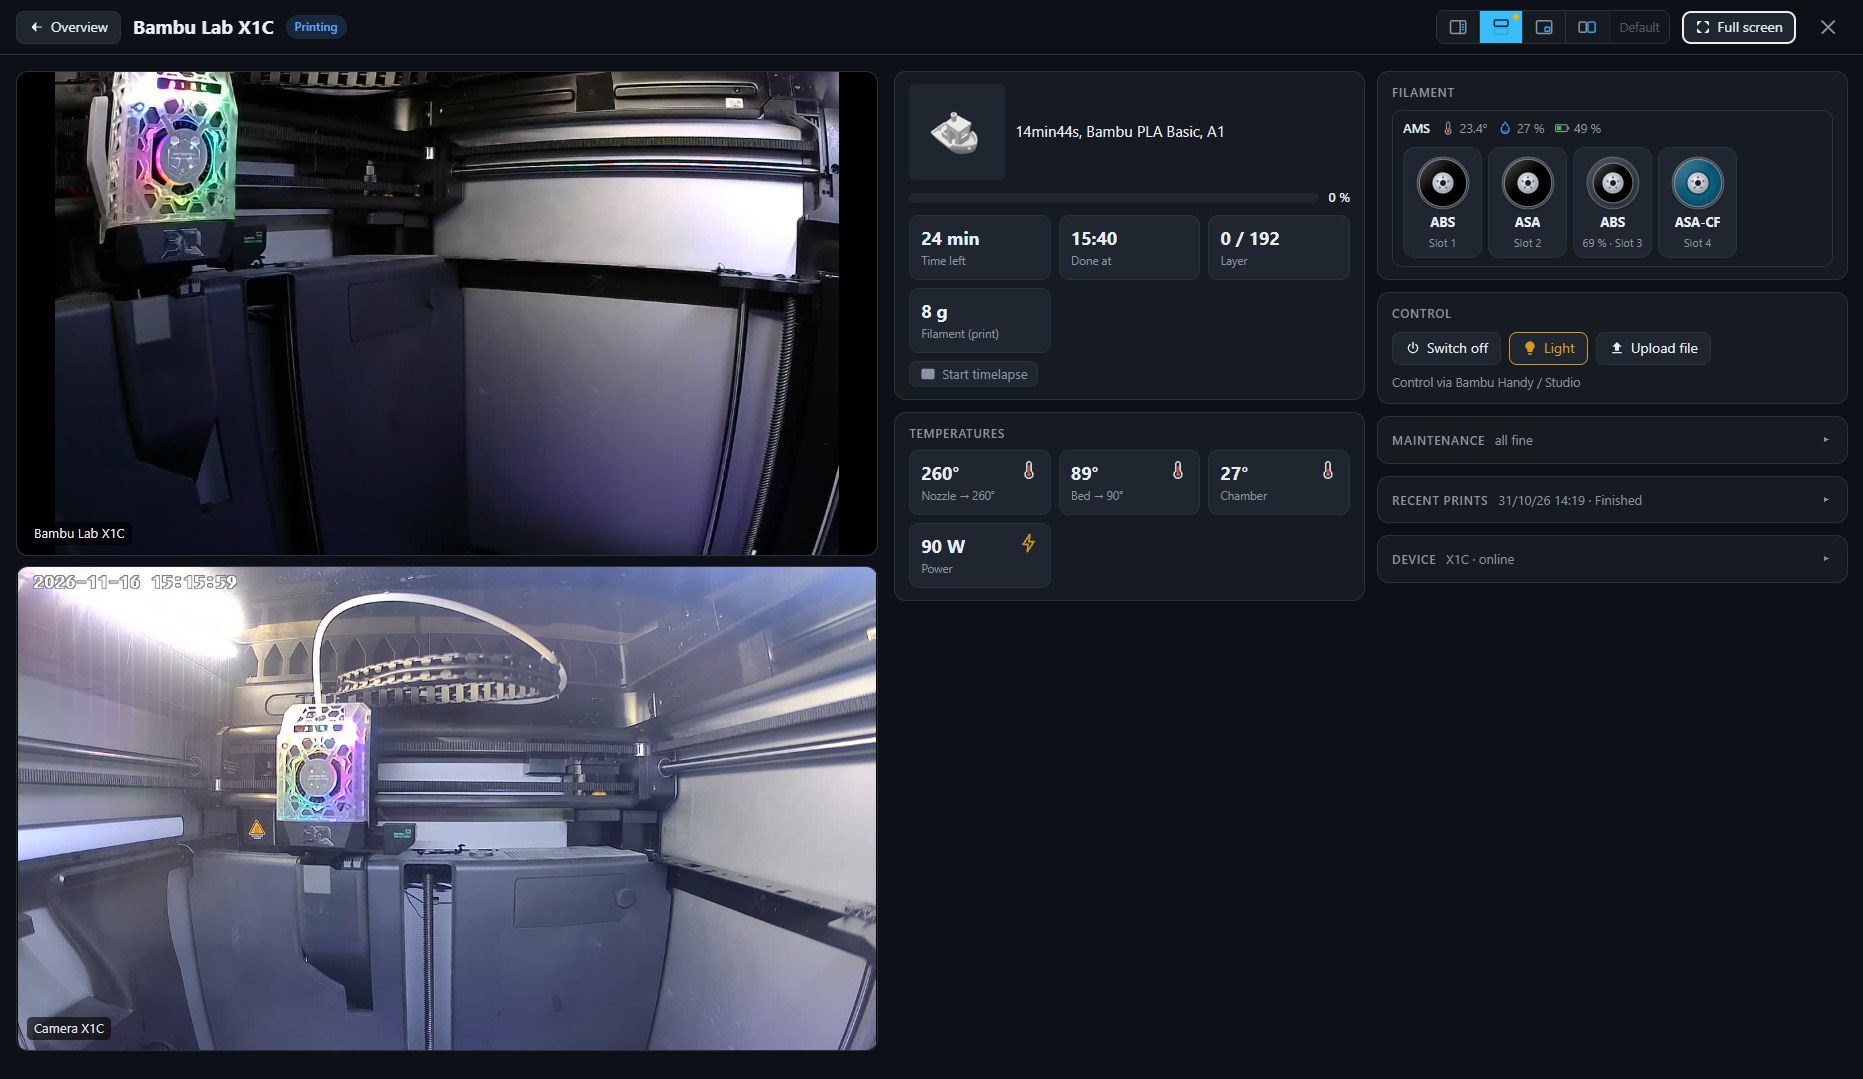 Overview
Bambu Lab X1C
Printing
Default
Full screen
Bambu Lab X1C
2026-11-16 15:15:59
Camera X1C
14min44s, Bambu PLA Basic, A1
0 %
24 min
Time left
15:40
Done at
0 / 192
Layer
8 g
Filament (print)
Start timelapse
TEMPERATURES
260°
Nozzle → 260°
89°
Bed → 90°
27°
Chamber
90 W
Power
FILAMENT
AMS 23.4° 27 % 49 %
ABS
Slot 1
ASA
Slot 2
ABS
69 % · Slot 3
ASA-CF
Slot 4
CONTROL
Switch off
Light
Upload file
Control via Bambu Handy / Studio
MAINTENANCE all fine
RECENT PRINTS 31/10/26 14:19 · Finished
DEVICE X1C · online